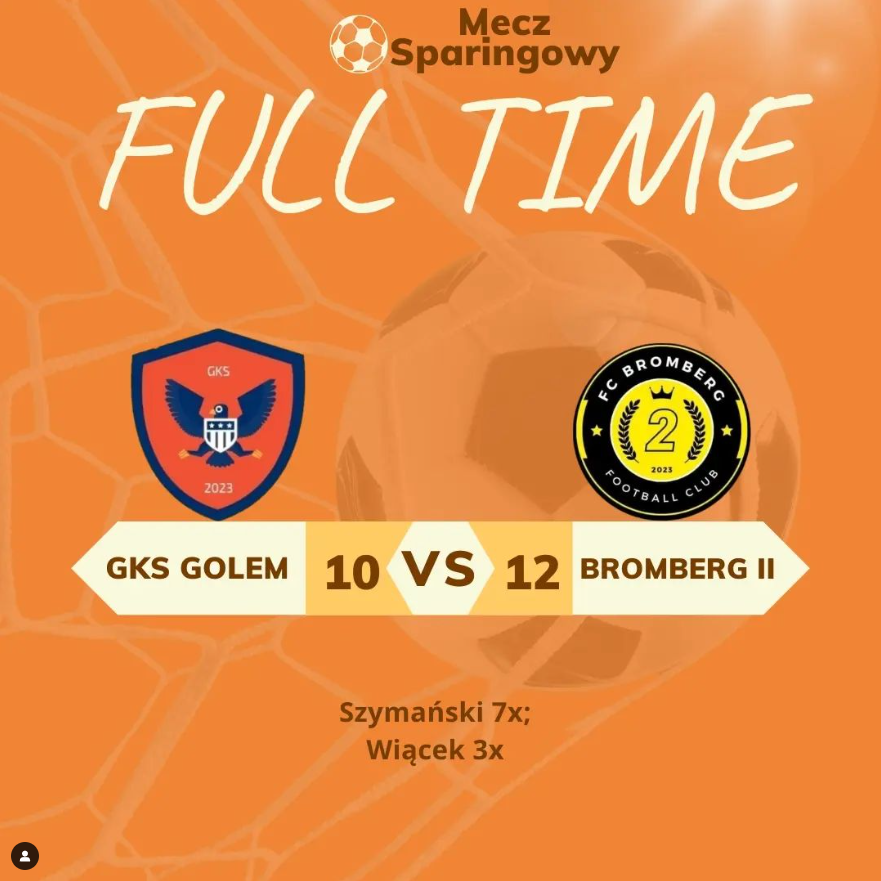 Mecz
Sparingowy
FULL TIME
GKS
2023
FC BROMBERG
2
2023
FOOTBALL CLUB
GKS GOLEM 10 VS 12 BROMBERG II
Szymański 7x;
Wiącek 3x